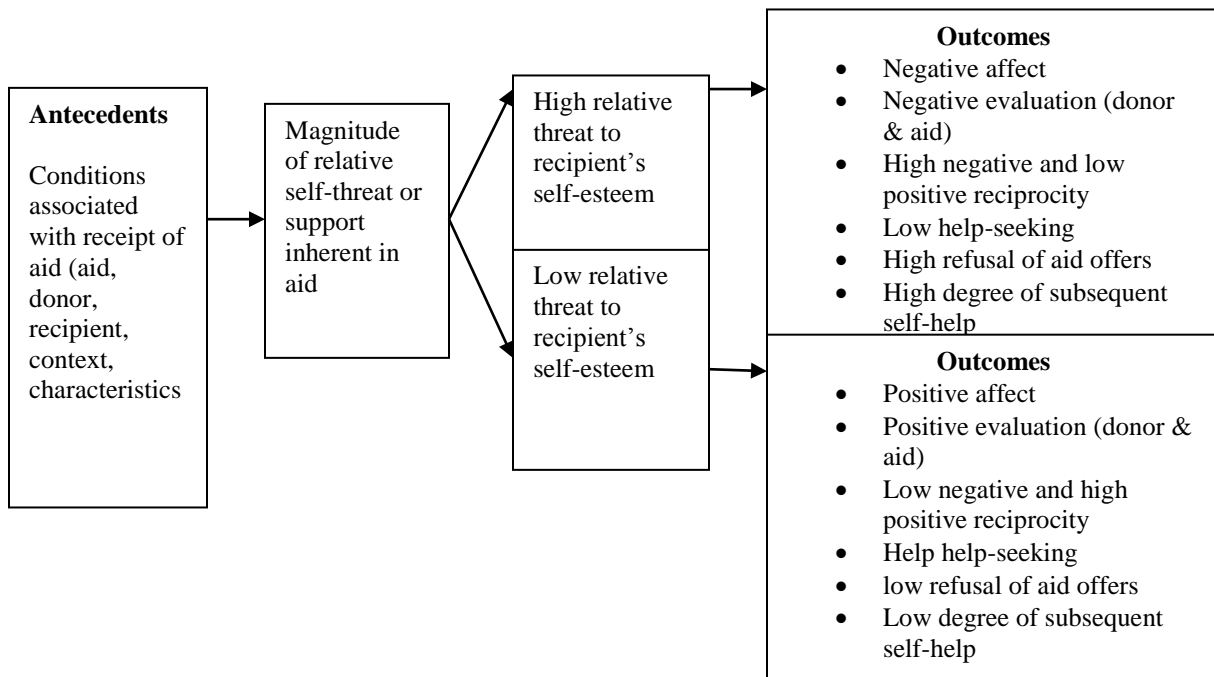 Antecedents
Conditions
associated
with receipt of
aid (aid,
donor,
recipient,
context,
characteristics
Magnitude
of relative
self-threat or
support
inherent in
aid
High relative
threat to
recipient’s
self-esteem
Low relative
threat to
recipient’s
self-esteem
Outcomes
• Negative affect
• Negative evaluation (donor
& aid)
• High negative and low
positive reciprocity
• Low help-seeking
• High refusal of aid offers
• High degree of subsequent
self-help
Outcomes
• Positive affect
• Positive evaluation (donor &
aid)
• Low negative and high
positive reciprocity
• Help help-seeking
• low refusal of aid offers
• Low degree of subsequent
self-help